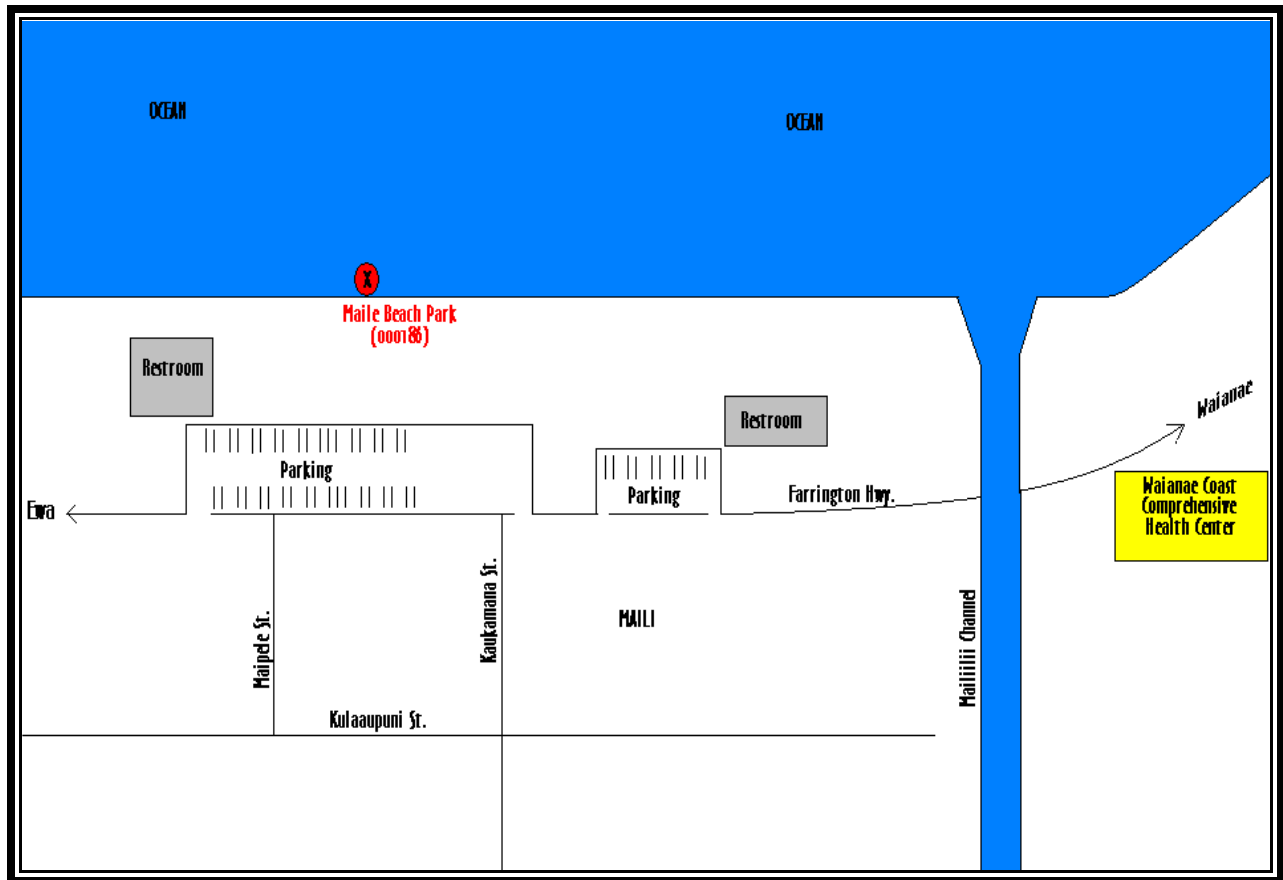 OCEAN
OCEAN
X
Maile Beach Park
(000186)
Restroom
Restroom
Waianae
Parking
Parking
Farrington Hwy.
Ewa
Waianae Coast
Comprehensive
Health Center
Maipele St.
Kaukamana St.
MAILI
Mailiilii Channel
Kulaaupuni St.